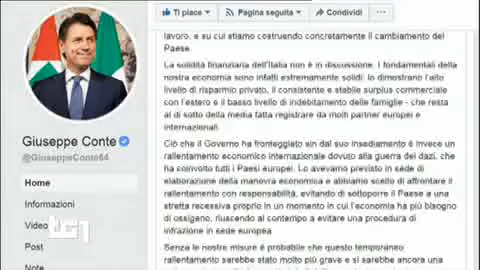 Ti piace
Pagina seguita
Condividi
lavoro, e su cui stiamo costruendo concretamente il cambiamento del
Paese.
La solidità finanziaria dell'Italia non è in discussione. I fondamentali della
nostra economia sono infatti estremamente solidi: lo dimostrano l'alto
livello di risparmio privato, il consistente e stabile surplus commerciale
con l'estero e il basso livello di indebitamento delle famiglie - che resta
al di sotto della media fatta registrare da molti partner europei e
internazionali.
Ciò che il Governo ha fronteggiato sin dal suo insediamento è invece un
rallentamento economico internazionale dovuto alla guerra dei dazi, che
ha coinvolto tutti i Paesi europei. Lo avevamo previsto in sede di
elaborazione della manovra economica e abbiamo scelto di affrontare il
rallentamento con responsabilità, evitando di sottoporre il Paese a una
stretta recessiva proprio in un momento in cui l'economia ha più bisogno
di ossigeno, riuscendo al contempo a evitare una procedura di
infrazione in sede europea
Senza le nostre misure è probabile che questo temporaneo
rallentamento sarebbe stato molto più grave e si sarebbe ancora una
Giuseppe Conte
@GiuseppeConte64
Home
Informazioni
Video
Post
Note
tg1